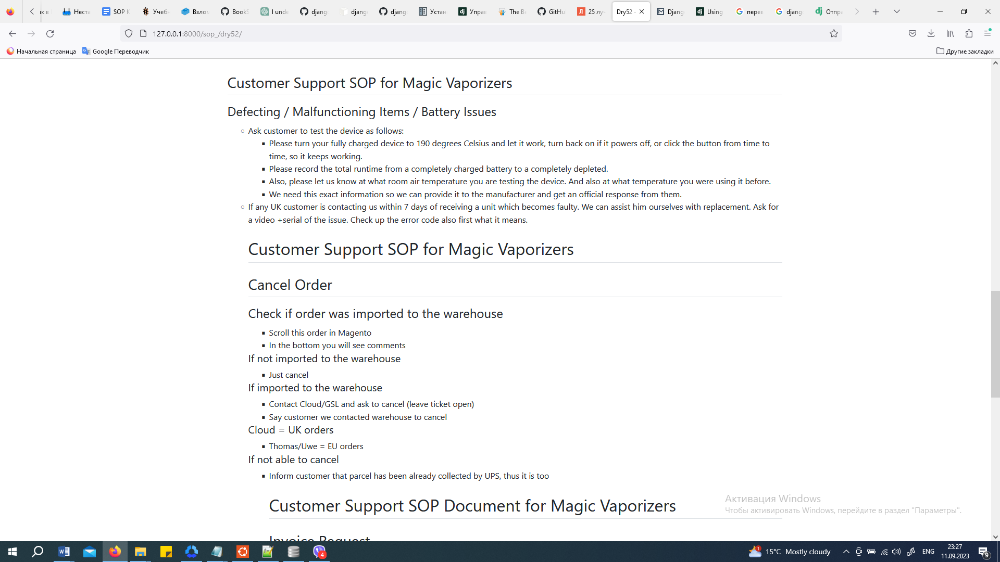 ак в
Неста
SOP K
Учебн
Взлом
BookS
I unde
djang
djang
djang
Устан
Управ
The Be
GitHu
25 лу
Dry52 -
Djang
Using
перев
djang
Отпра
127.0.0.1:8000/sop_/dry52/
Начальная страница
Google Переводчик
Другие закладки
Customer Support SOP for Magic Vaporizers
Defecting / Malfunctioning Items / Battery Issues
Ask customer to test the device as follows:
Please turn your fully charged device to 190 degrees Celsius and let it work, turn back on if it powers off, or click the button from time to
time, so it keeps working.
Please record the total runtime from a completely charged battery to a completely depleted.
Also, please let us know at what room air temperature you are testing the device. And also at what temperature you were using it before.
We need this exact information so we can provide it to the manufacturer and get an official response from them.
If any UK customer is contacting us within 7 days of receiving a unit which becomes faulty. We can assist him ourselves with replacement. Ask for
a video +serial of the issue. Check up the error code also first what it means.
Customer Support SOP for Magic Vaporizers
Cancel Order
Check if order was imported to the warehouse
Scroll this order in Magento
In the bottom you will see comments
If not imported to the warehouse
Just cancel
If imported to the warehouse
Contact Cloud/GSL and ask to cancel (leave ticket open)
Say customer we contacted warehouse to cancel
Cloud = UK orders
Thomas/Uwe = EU orders
If not able to cancel
Inform customer that parcel has been already collected by UPS, thus it is too
Customer Support SOP Document for Magic Vaporizers
Активация Windows
Чтобы активировать Windows, перейдите в раздел "Параметры".
Invoice Request
15°C Mostly cloudy
ENG
23:27
11.09.2023
9
4
1